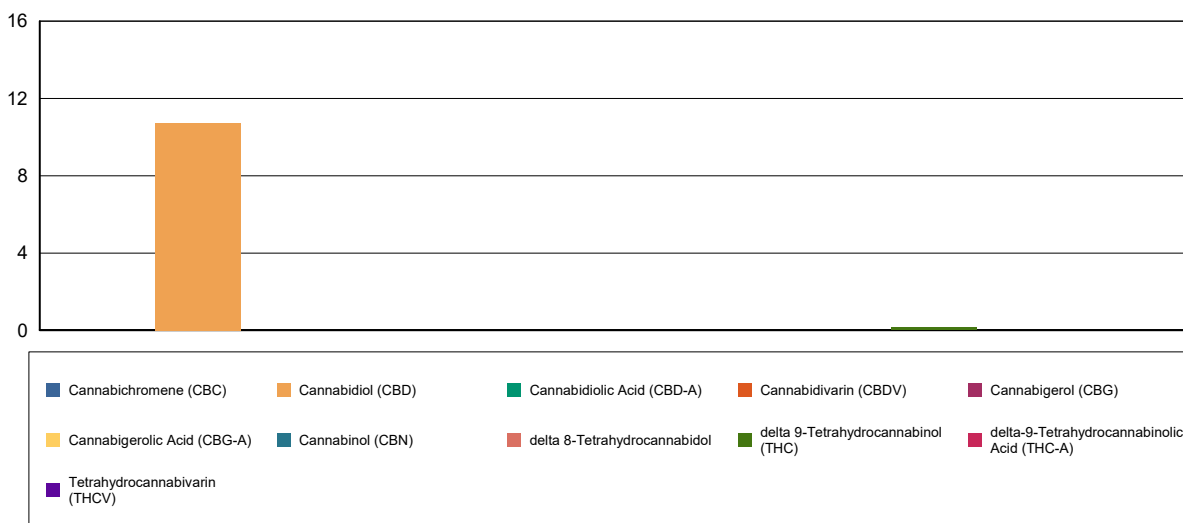 16
12
8
4
0
Cannabichromene (CBC)
Cannabidiol (CBD)
Cannabidiolic Acid (CBD-A)
Cannabidivarin (CBDV)
Cannabigerol (CBG)
Cannabigerolic Acid (CBG-A)
Cannabinol (CBN)
delta 8-Tetrahydrocannabidol
delta 9-Tetrahydrocannabinol
(THC)
delta-9-Tetrahydrocannabinolic
Acid (THC-A)
Tetrahydrocannabivarin
(THCV)